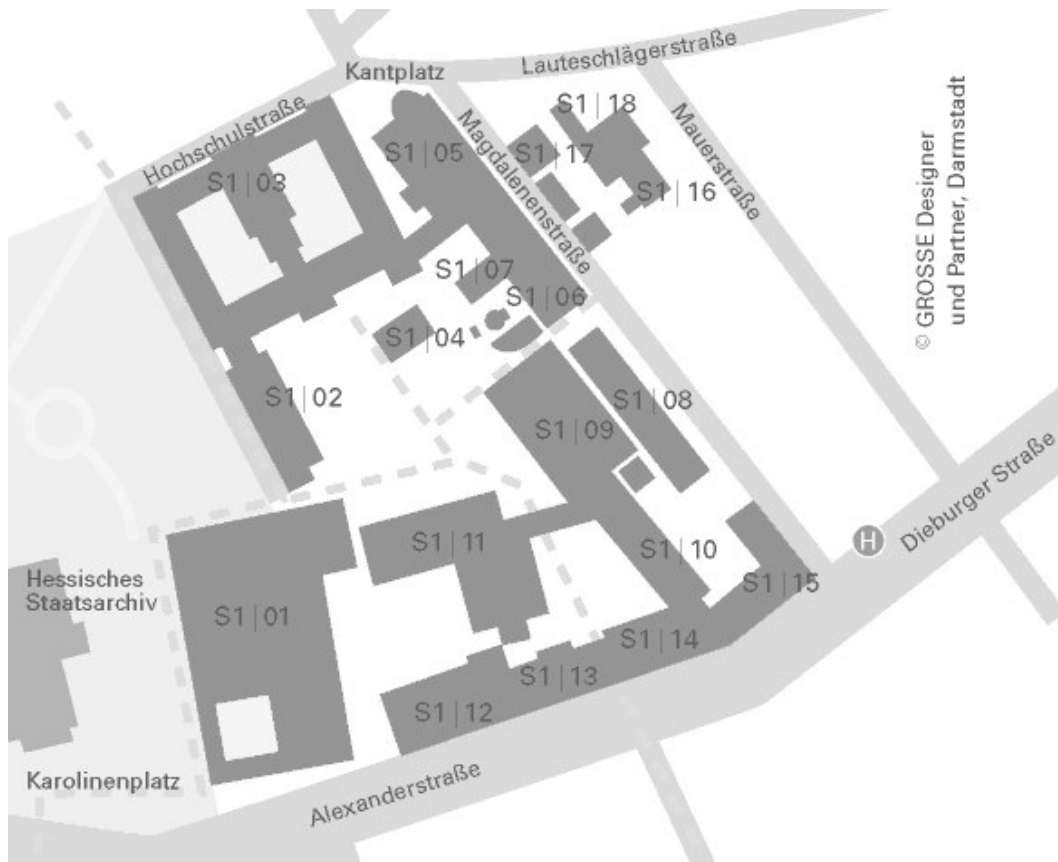 Kantplatz
Lauteschlägerstraße
Hochschulstraße
Magdalenenstraße
Mauerstraße
© GROSSE Designer
und Partner, Darmstadt
S1 | 18
S1 | 05
S1 | 17
S1 | 03
S1 | 16
S1 | 07
S1 | 06
S1 | 04
S1 | 02
S1 | 08
S1 | 09
Dieburger Straße
H
S1 | 11
S1 | 10
Hessisches
Staatsarchiv
S1 | 15
S1 | 01
S1 | 14
S1 | 13
S1 | 12
Karolinenplatz
Alexanderstraße